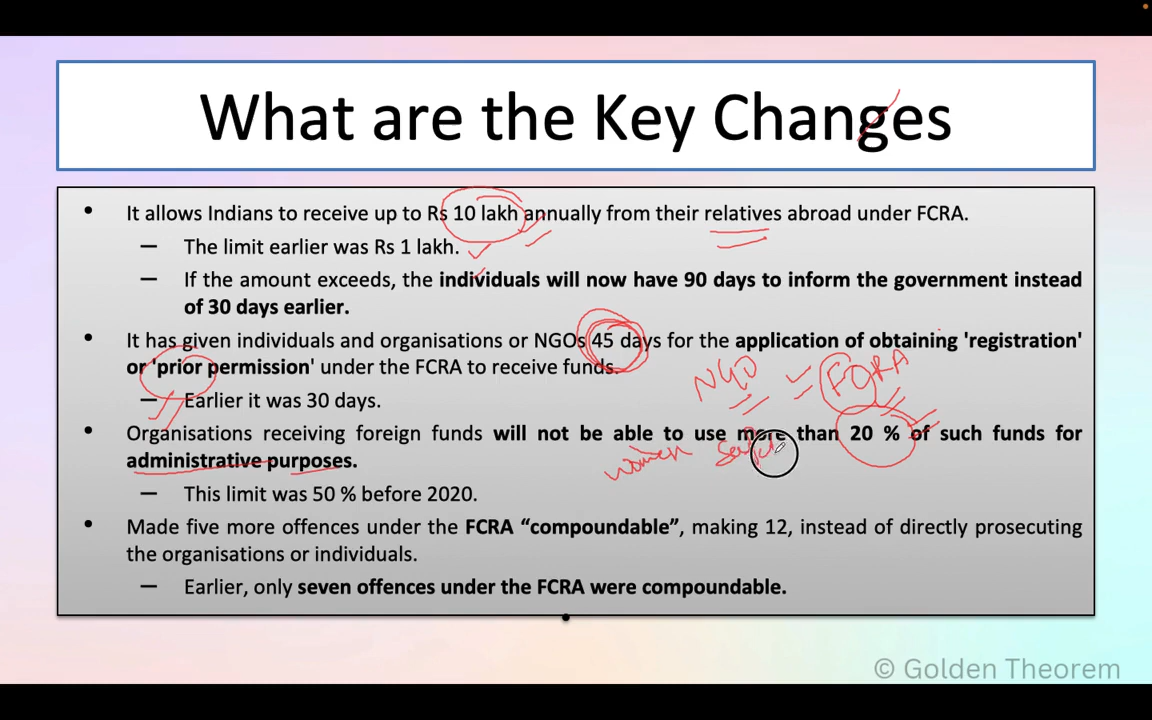 What are the Key Changes
• It allows Indians to receive up to Rs 10 lakh annually from their relatives abroad under FCRA.
— The limit earlier was Rs 1 lakh.
— If the amount exceeds, the individuals will now have 90 days to inform the government instead
of 30 days earlier.
• It has given individuals and organisations or NGOs 45 days for the application of obtaining 'registration'
or 'prior permission' under the FCRA to receive funds.
NGO FCRA
— Earlier it was 30 days.
• Organisations receiving foreign funds will not be able to use more than 20 % of such funds for
administrative purposes.
women
— This limit was 50 % before 2020.
• Made five more offences under the FCRA “compoundable”, making 12, instead of directly prosecuting
the organisations or individuals.
— Earlier, only seven offences under the FCRA were compoundable.
© Golden Theorem